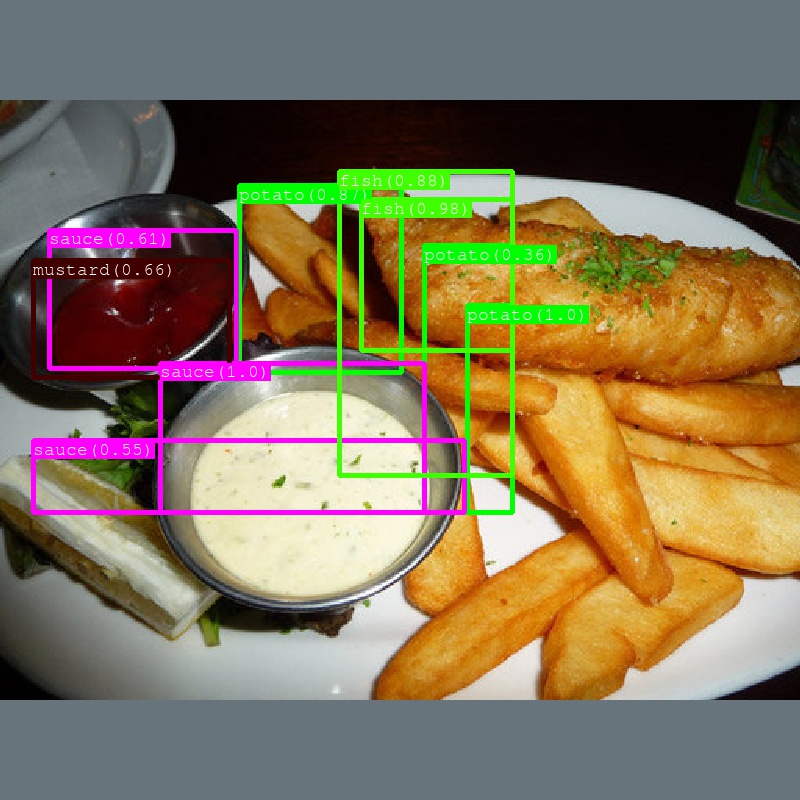 fish(0.88)
potato(0.87)
fish(0.98)
sauce(0.61)
potato(0.36)
mustard(0.66)
potato(1.0)
sauce(1.0)
sauce(0.55)